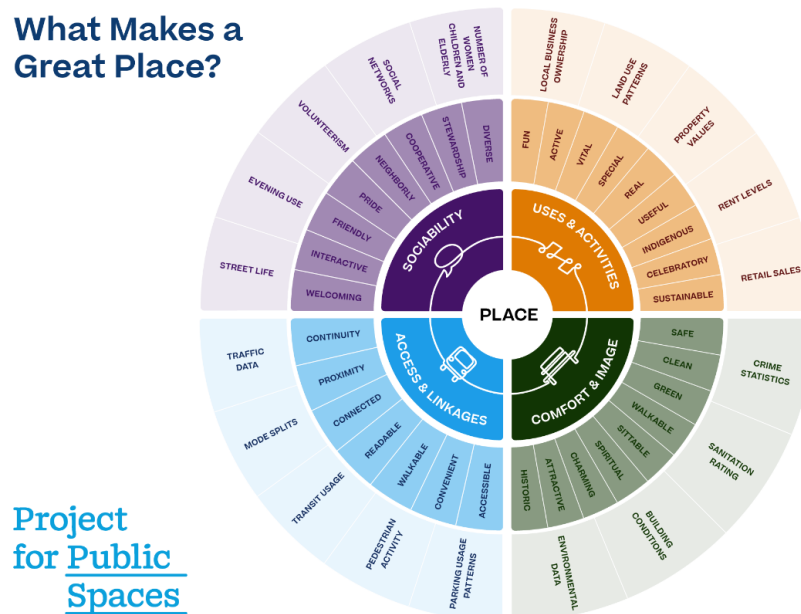 What Makes a
Great Place?
PLACE
SOCIABILITY
USES & ACTIVITIES
ACCESS & LINKAGES
COMFORT & IMAGE
WELCOMING
INTERACTIVE
FRIENDLY
PRIDE
NEIGHBORLY
COOPERATIVE
STEWARDSHIP
DIVERSE
STREET LIFE
EVENING USE
VOLUNTEERISM
SOCIAL
NETWORKS
NUMBER OF
WOMEN
CHILDREN AND
ELDERLY
FUN
ACTIVE
VITAL
SPECIAL
REAL
USEFUL
INDIGENOUS
CELEBRATORY
SUSTAINABLE
LOCAL BUSINESS
OWNERSHIP
LAND USE
PATTERNS
PROPERTY
VALUES
RENT LEVELS
RETAIL SALES
SAFE
CLEAN
GREEN
WALKABLE
SITTABLE
SPIRITUAL
CHARMING
ATTRACTIVE
HISTORIC
CRIME
STATISTICS
SANITATION
RATING
BUILDING
CONDITIONS
ENVIRONMENTAL
DATA
CONTINUITY
PROXIMITY
CONNECTED
READABLE
WALKABLE
CONVENIENT
ACCESSIBLE
TRAFFIC
DATA
MODE SPLITS
TRANSIT USAGE
PEDESTRIAN
ACTIVITY
PARKING USAGE
PATTERNS
Project
for Public
Spaces